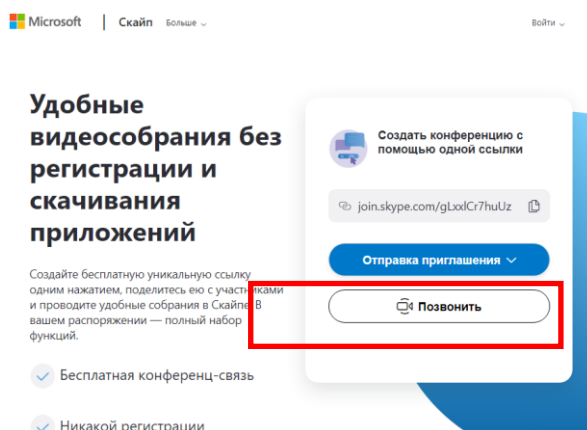 Microsoft
Скайп
Больше
Войти
Удобные
видеособрания без
регистрации и
скачивания
приложений
Создайте бесплатную уникальную ссылку
одним нажатием, поделитесь ею с участниками
и проводите удобные собрания в Скайпе. В
вашем распоряжении — полный набор
функций.
Бесплатная конференц-связь
Никакой регистрации
Создать конференцию с
помощью одной ссылки
join.skype.com/gLxxlCr7huUz
Отправка приглашения
Позвонить